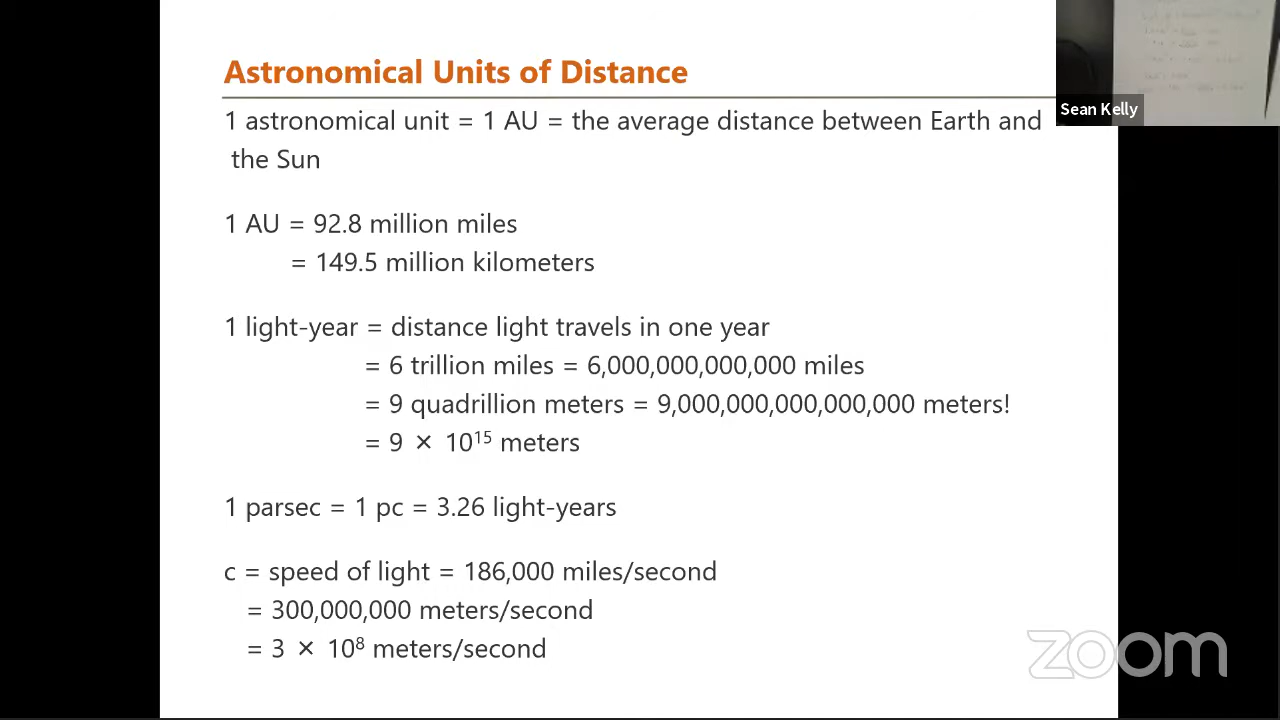 Astronomical Units of Distance
1 astronomical unit = 1 AU = the average distance between Earth and
the Sun
1 AU = 92.8 million miles
= 149.5 million kilometers
1 light-year = distance light travels in one year
= 6 trillion miles = 6,000,000,000,000 miles
= 9 quadrillion meters = 9,000,000,000,000,000 meters!
= 9 × 10¹⁵ meters
1 parsec = 1 pc = 3.26 light-years
c = speed of light = 186,000 miles/second
= 300,000,000 meters/second
= 3 × 10⁸ meters/second
Sean Kelly
zoom